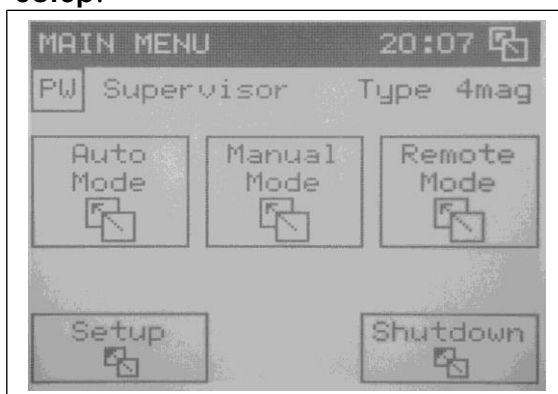 MAIN MENU 20:07
PW Supervisor Type 4mag
Auto Mode Manual Mode Remote Mode
Setup Shutdown